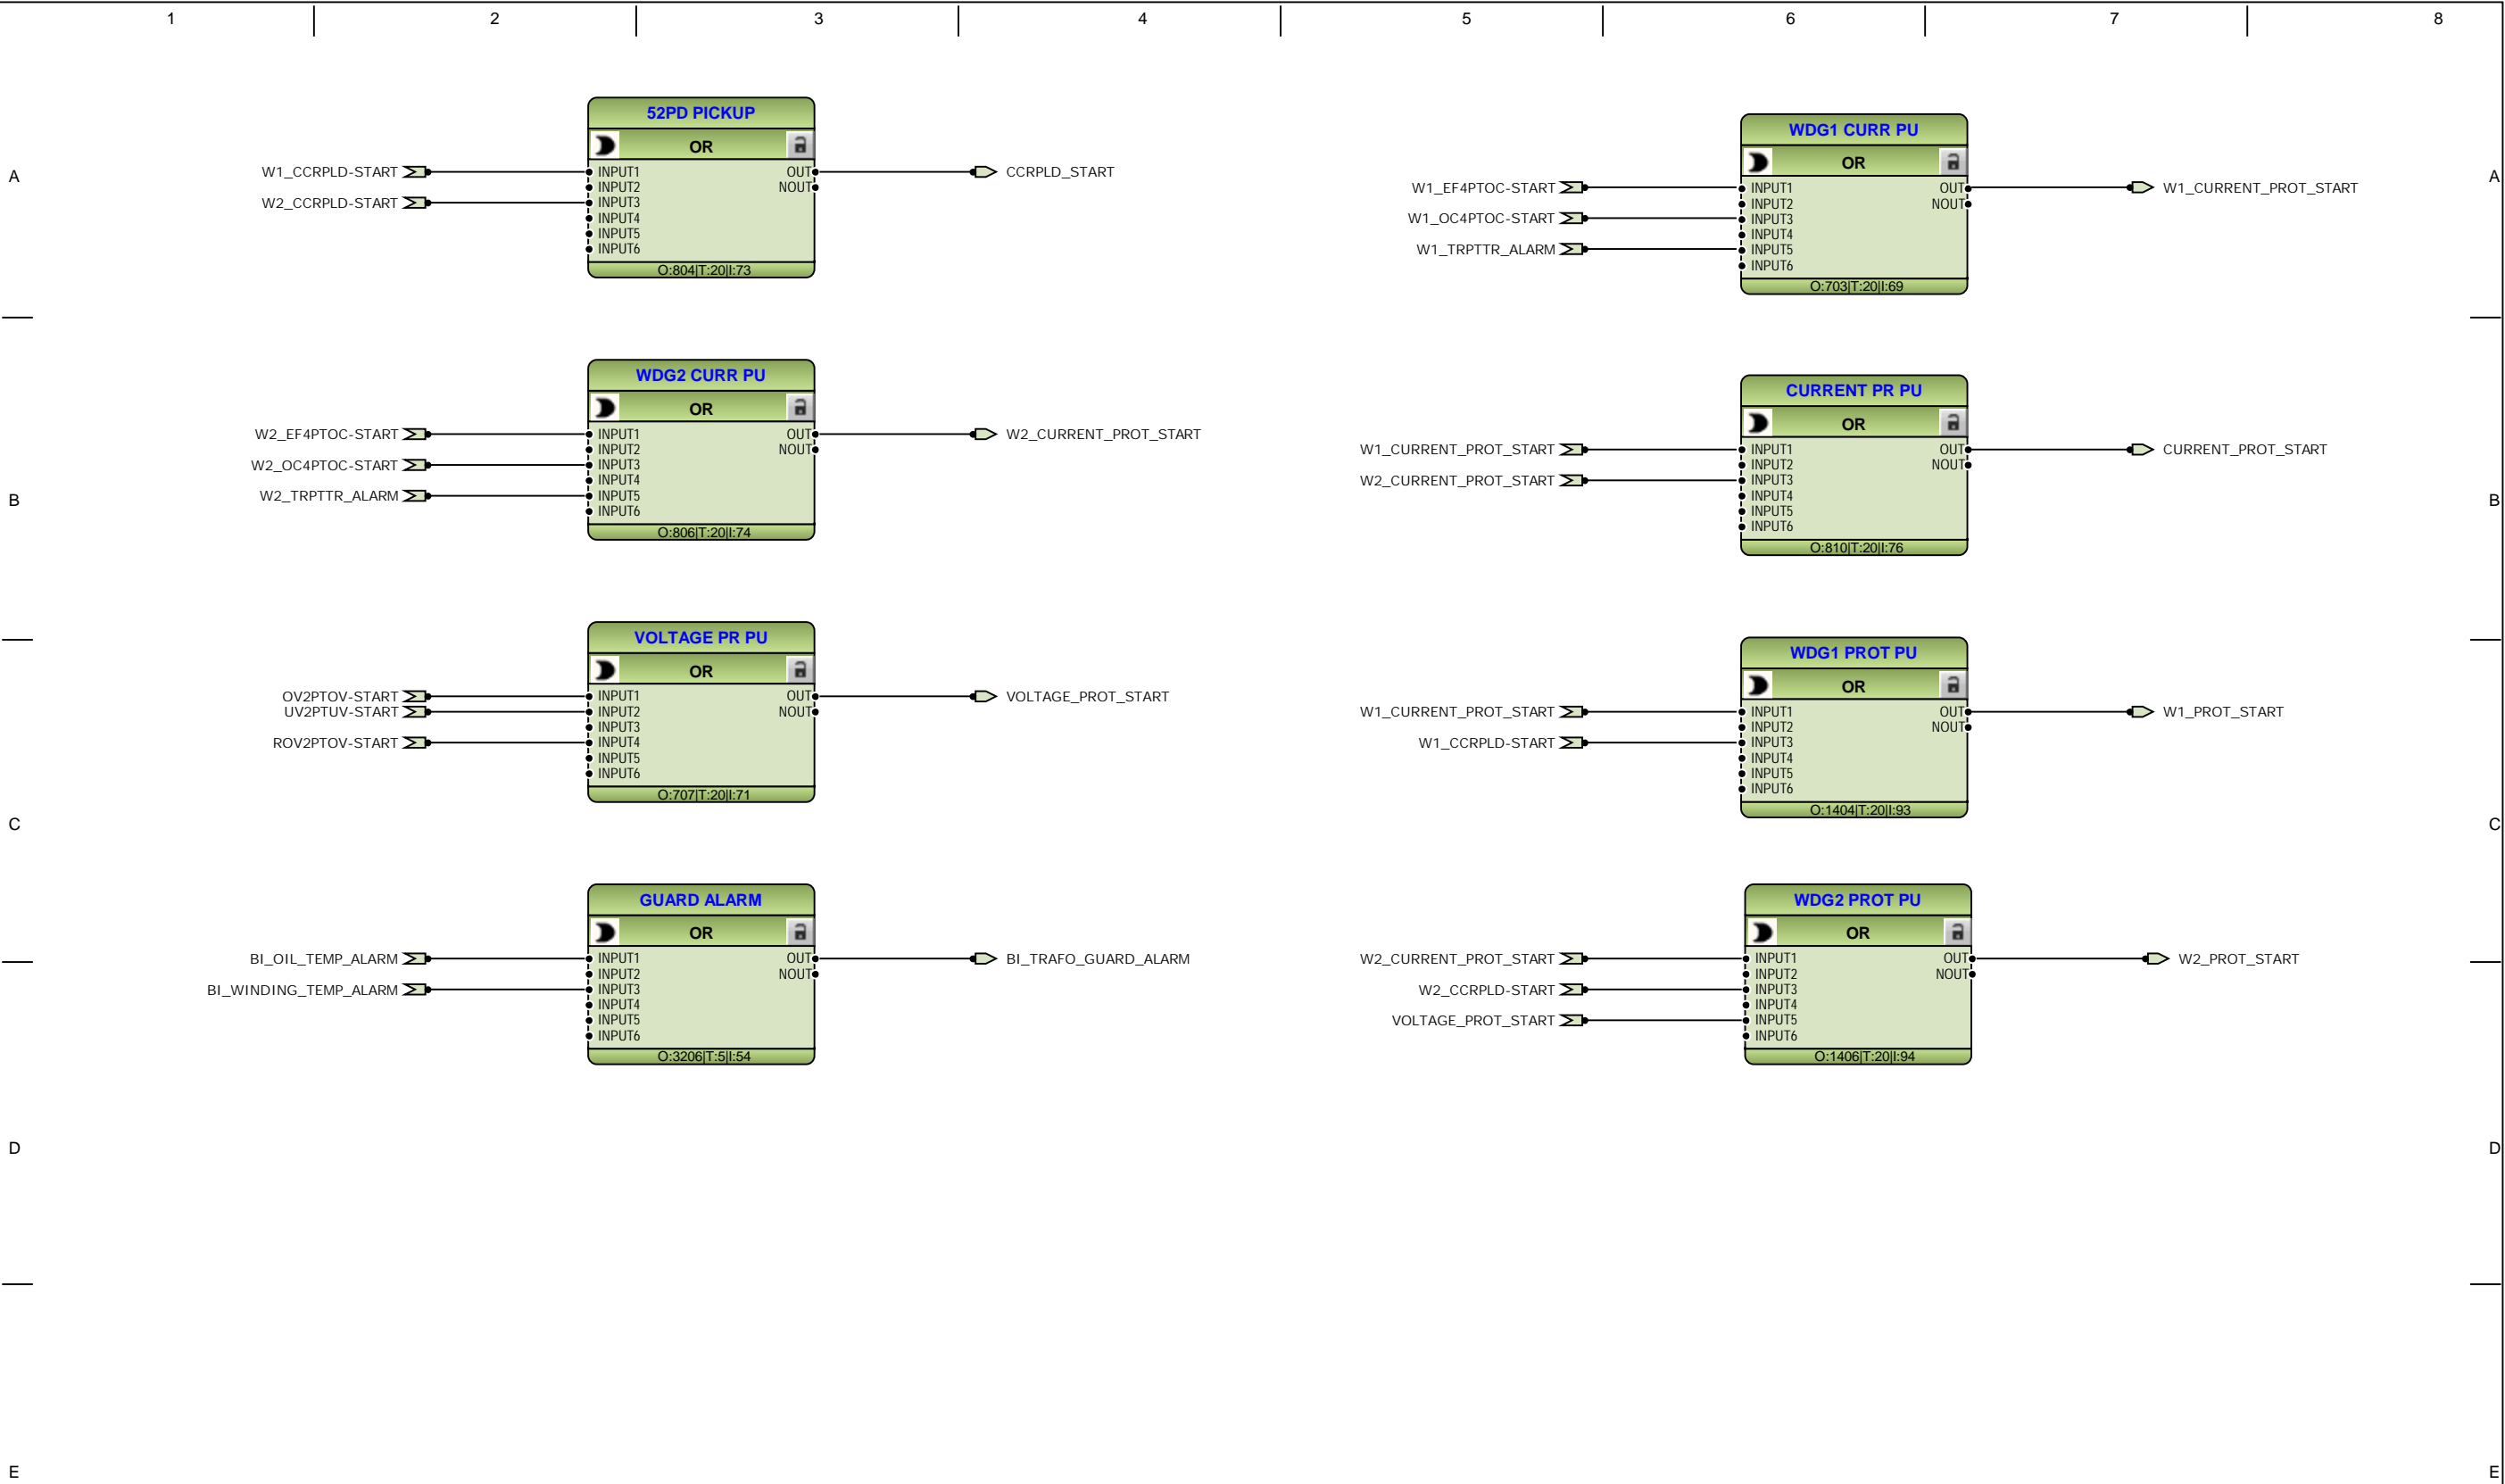 1 2 3 4 5 6 7 8
A A
52PD PICKUP
OR
W1_CCRPLD-START INPUT1 OUT CCRPLD_START
INPUT2 NOUT
W2_CCRPLD-START INPUT3
INPUT4
INPUT5
INPUT6
O:804|T:20|I:73
WDG1 CURR PU
OR
W1_EF4PTOC-START INPUT1 OUT W1_CURRENT_PROT_START
INPUT2 NOUT
W1_OC4PTOC-START INPUT3
INPUT4
W1_TRPTTR_ALARM INPUT5
INPUT6
O:703|T:20|I:69
B B
WDG2 CURR PU
OR
W2_EF4PTOC-START INPUT1 OUT W2_CURRENT_PROT_START
INPUT2 NOUT
W2_OC4PTOC-START INPUT3
INPUT4
W2_TRPTTR_ALARM INPUT5
INPUT6
O:806|T:20|I:74
CURRENT PR PU
OR
W1_CURRENT_PROT_START INPUT1 OUT CURRENT_PROT_START
INPUT2 NOUT
W2_CURRENT_PROT_START INPUT3
INPUT4
INPUT5
INPUT6
O:810|T:20|I:76
C C
VOLTAGE PR PU
OR
OV2PTOV-START INPUT1 OUT VOLTAGE_PROT_START
UV2PTUV-START INPUT2 NOUT
INPUT3
ROV2PTOV-START INPUT4
INPUT5
INPUT6
O:707|T:20|I:71
WDG1 PROT PU
OR
W1_CURRENT_PROT_START INPUT1 OUT W1_PROT_START
INPUT2 NOUT
W1_CCRPLD-START INPUT3
INPUT4
INPUT5
INPUT6
O:1404|T:20|I:93
GUARD ALARM
OR
BI_OIL_TEMP_ALARM INPUT1 OUT BI_TRAFO_GUARD_ALARM
INPUT2 NOUT
BI_WINDING_TEMP_ALARM INPUT3
INPUT4
INPUT5
INPUT6
O:3206|T:5|I:54
WDG2 PROT PU
OR
W2_CURRENT_PROT_START INPUT1 OUT W2_PROT_START
INPUT2 NOUT
W2_CCRPLD-START INPUT3
INPUT4
VOLTAGE_PROT_START INPUT5
INPUT6
O:1406|T:20|I:94
D D
E E